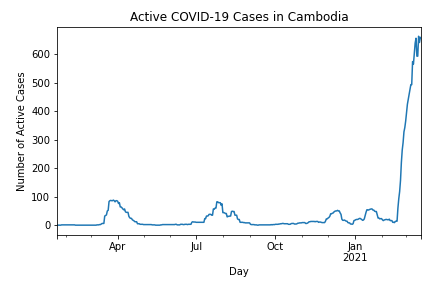 Active COVID-19 Cases in Cambodia
Number of Active Cases
600
500
400
300
200
100
0
Apr
Jul
Oct
Jan
2021
Day